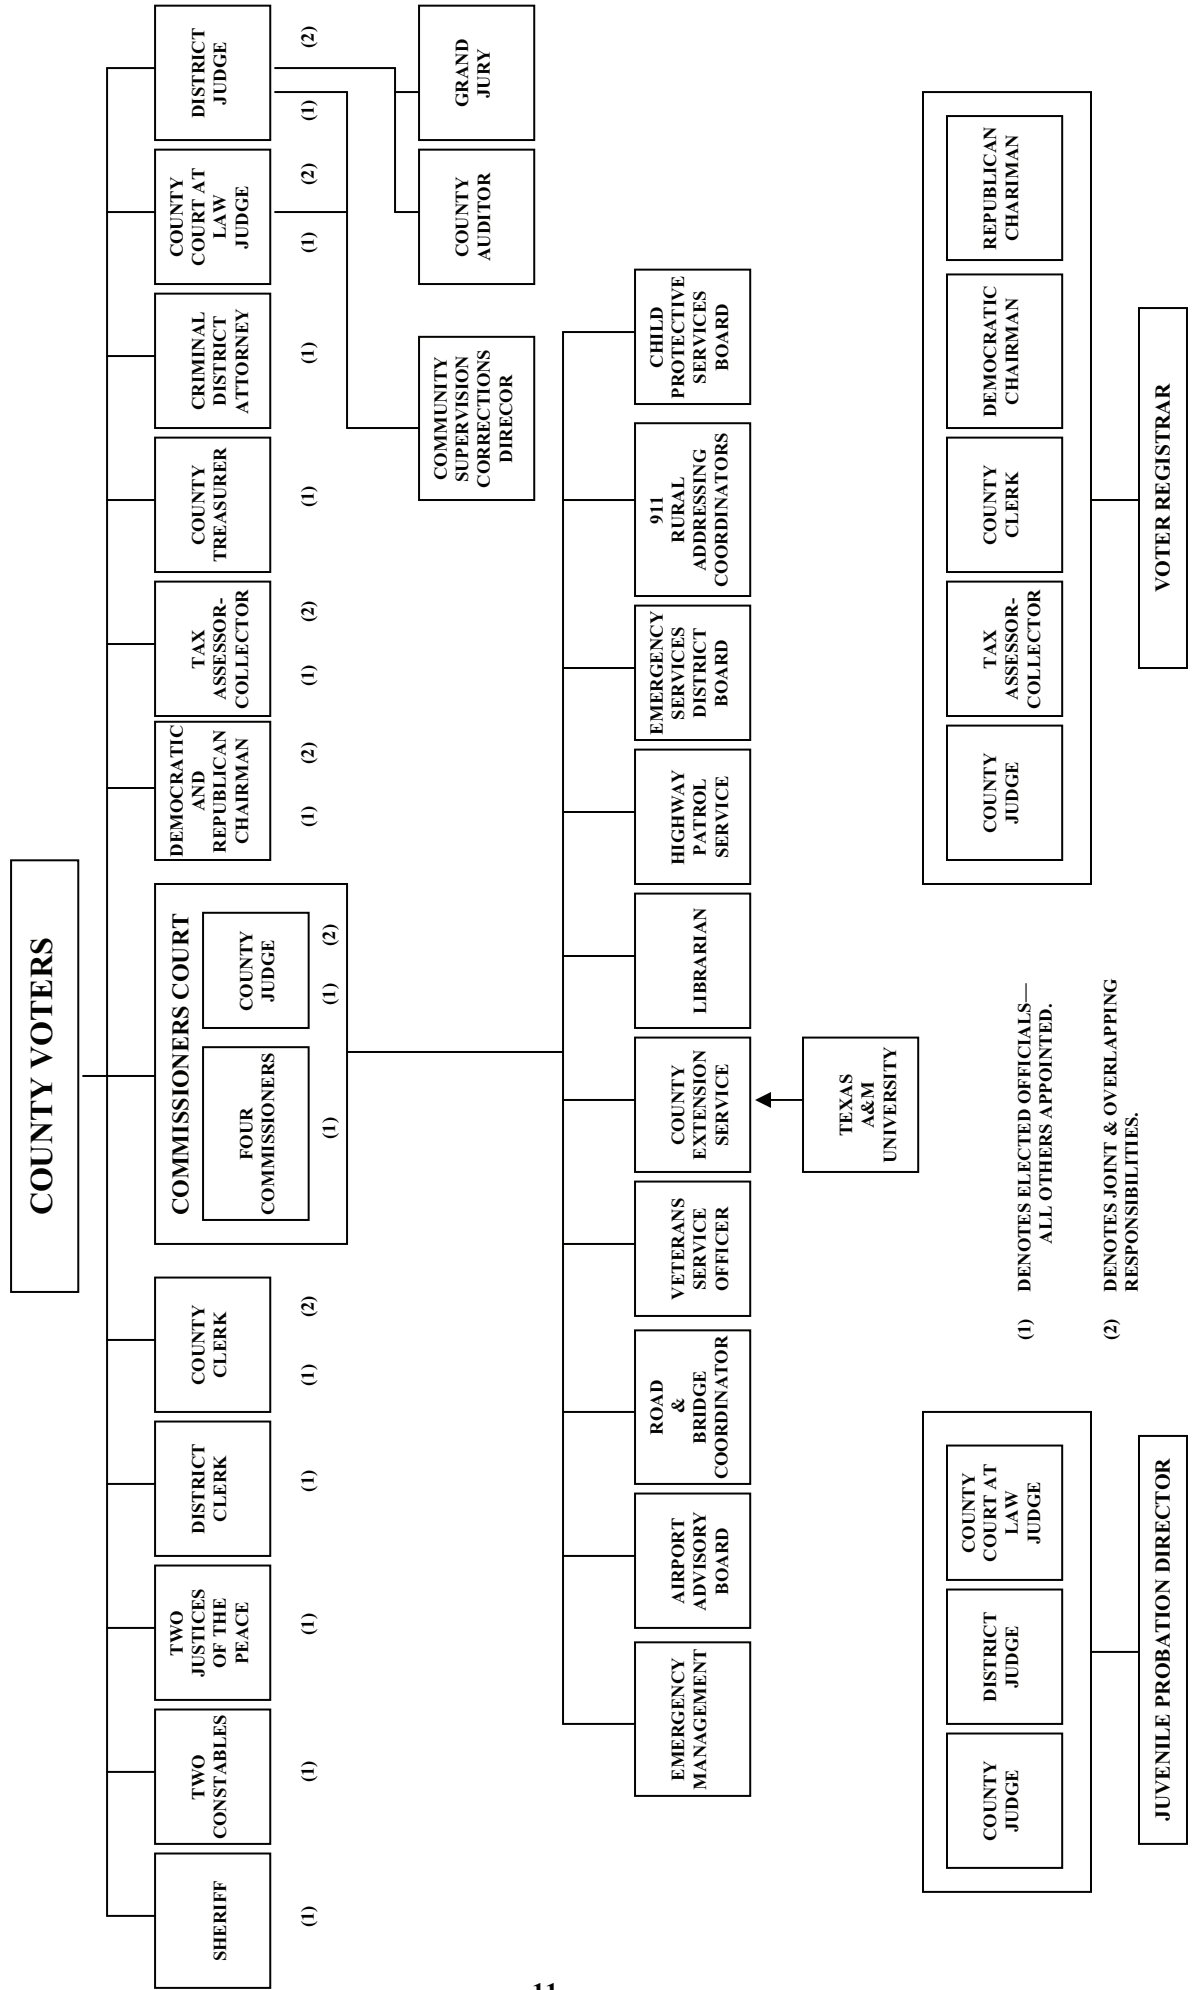 COUNTY VOTERS
SHERIFF
(1)
TWO
CONSTABLES
(1)
TWO
JUSTICES
OF THE
PEACE
(1)
DISTRICT
CLERK
(1)
COUNTY
CLERK
(1) (2)
COMMISSIONERS COURT
FOUR
COMMISSIONERS
(1)
COUNTY
JUDGE
(1) (2)
DEMOCRATIC
AND
REPUBLICAN
CHAIRMAN
(1) (2)
TAX
ASSESSOR-
COLLECTOR
(1) (2)
COUNTY
TREASURER
(1)
CRIMINAL
DISTRICT
ATTORNEY
(1)
COUNTY
COURT AT
LAW
JUDGE
(1) (2)
DISTRICT
JUDGE
(1) (2)
COMMUNITY
SUPERVISION
CORRECTIONS
DIRECOR
COUNTY
AUDITOR
GRAND
JURY
EMERGENCY
MANAGEMENT
AIRPORT
ADVISORY
BOARD
ROAD
&
BRIDGE
COORDINATOR
VETERANS
SERVICE
OFFICER
COUNTY
EXTENSION
SERVICE
LIBRARIAN
HIGHWAY
PATROL
SERVICE
EMERGENCY
SERVICES
DISTRICT
BOARD
911
RURAL
ADDRESSING
COORDINATORS
CHILD
PROTECTIVE
SERVICES
BOARD
TEXAS
A&M
UNIVERSITY
COUNTY
JUDGE
DISTRICT
JUDGE
COUNTY
COURT AT
LAW
JUDGE
JUVENILE PROBATION DIRECTOR
(1) DENOTES ELECTED OFFICIALS—
ALL OTHERS APPOINTED.
(2) DENOTES JOINT & OVERLAPPING
RESPONSIBILITIES.
COUNTY
JUDGE
TAX
ASSESSOR-
COLLECTOR
COUNTY
CLERK
DEMOCRATIC
CHAIRMAN
REPUBLICAN
CHARIMAN
VOTER REGISTRAR
11